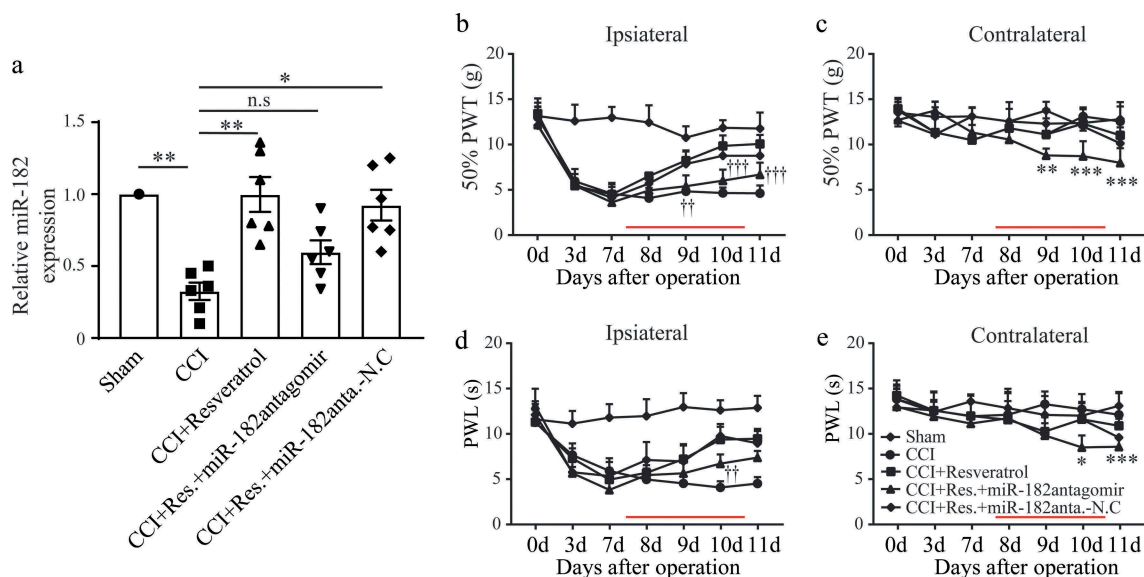 a
Relative miR-182
expression
1.5
1.0
0.5
0
*
n.s
**
**
Sham
CCI
CCI+Resveratrol
CCI+Res.+miR-182antagomir
CCI+Res.+miR-182anta.-N.C
b
Ipsiateral
50% PWT (g)
20
15
10
5
0
†††
†††
††
0d 3d 7d 8d 9d 10d 11d
Days after operation
c
Contralateral
50% PWT (g)
20
15
10
5
0
** *** ***
0d 3d 7d 8d 9d 10d 11d
Days after operation
d
Ipsiateral
PWL (s)
20
15
10
5
0
††
0d 3d 7d 8d 9d 10d 11d
Days after operation
e
Contralateral
PWL (s)
20
15
10
5
0
Sham
CCI
CCI+Resveratrol
CCI+Res.+miR-182antagomir
CCI+Res.+miR-182anta.-N.C
* ***
0d 3d 7d 8d 9d 10d 11d
Days after operation